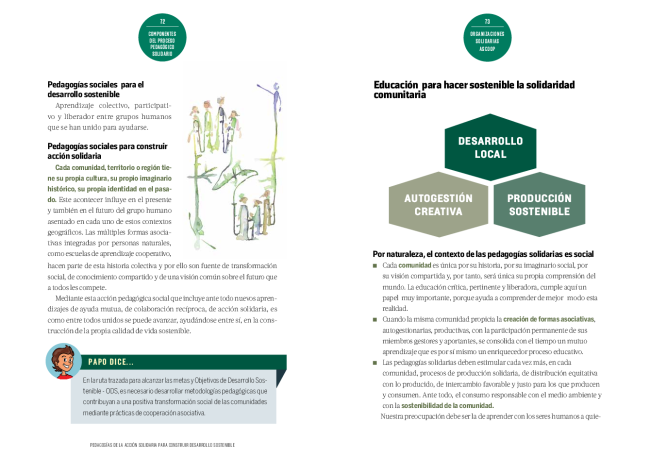 72
COMPONENTES
DEL PROCESO
PEDAGÓGICO
SOLIDARIO
Pedagogías sociales para el
desarrollo sostenible
Aprendizaje colectivo, participati-
vo y liberador entre grupos humanos
que se han unido para ayudarse.
Pedagogías sociales para construir
acción solidaria
Cada comunidad, territorio o región tie-
ne su propia cultura, su propio imaginario
histórico, su propia identidad en el pasa-
do. Este acontecer influye en el presente
y también en el futuro del grupo humano
asentado en cada uno de estos contextos
geográficos. Las múltiples formas asocia-
tivas integradas por personas naturales,
como escuelas de aprendizaje cooperativo,
hacen parte de esta historia colectiva y por ello son fuente de transformación
social, de conocimiento compartido y de una visión común sobre el futuro que
a todos les compete.
Mediante esta acción pedagógica social que incluye ante todo nuevos apren-
dizajes de ayuda mutua, de colaboración recíproca, de acción solidaria, es
como entre todos unidos se puede avanzar, ayudándose entre sí, en la cons-
trucción de la propia calidad de vida sostenible.
PAPO DICE...
En la ruta trazada para alcanzar las metas y Objetivos de Desarrollo Sos-
tenible - ODS, es necesario desarrollar metodologías pedagógicas que
contribuyan a una positiva transformación social de las comunidades
mediante prácticas de cooperación asociativa.
PEDAGOGÍAS DE LA ACCIÓN SOLIDARIA PARA CONSTRUIR DESARROLLO SOSTENIBLE
73
ORGANIZACIONES
SOLIDARIAS
ASCOOP
Educación para hacer sostenible la solidaridad
comunitaria
DESARROLLO
LOCAL
AUTOGESTIÓN
CREATIVA
PRODUCCIÓN
SOSTENIBLE
Por naturaleza, el contexto de las pedagogías solidarias es social
■ Cada comunidad es única por su historia, por su imaginario social, por
su visión compartida y, por tanto, será única su propia comprensión del
mundo. La educación crítica, pertinente y liberadora, cumple aquí un
papel muy importante, porque ayuda a comprender de mejor modo esta
realidad.
■ Cuando la misma comunidad propicia la creación de formas asociativas,
autogestionarias, productivas, con la participación permanente de sus
miembros gestores y aportantes, se consolida con el tiempo un mutuo
aprendizaje que es por sí mismo un enriquecedor proceso educativo.
■ Las pedagogías solidarias deben estimular cada vez más, en cada
comunidad, procesos de producción solidaria, de distribución equitativa
con lo producido, de intercambio favorable y justo para los que producen
y consumen. Ante todo, el consumo responsable con el medio ambiente y
con la sostenibilidad de la comunidad.
Nuestra preocupación debe ser la de aprender con los seres humanos a quie-